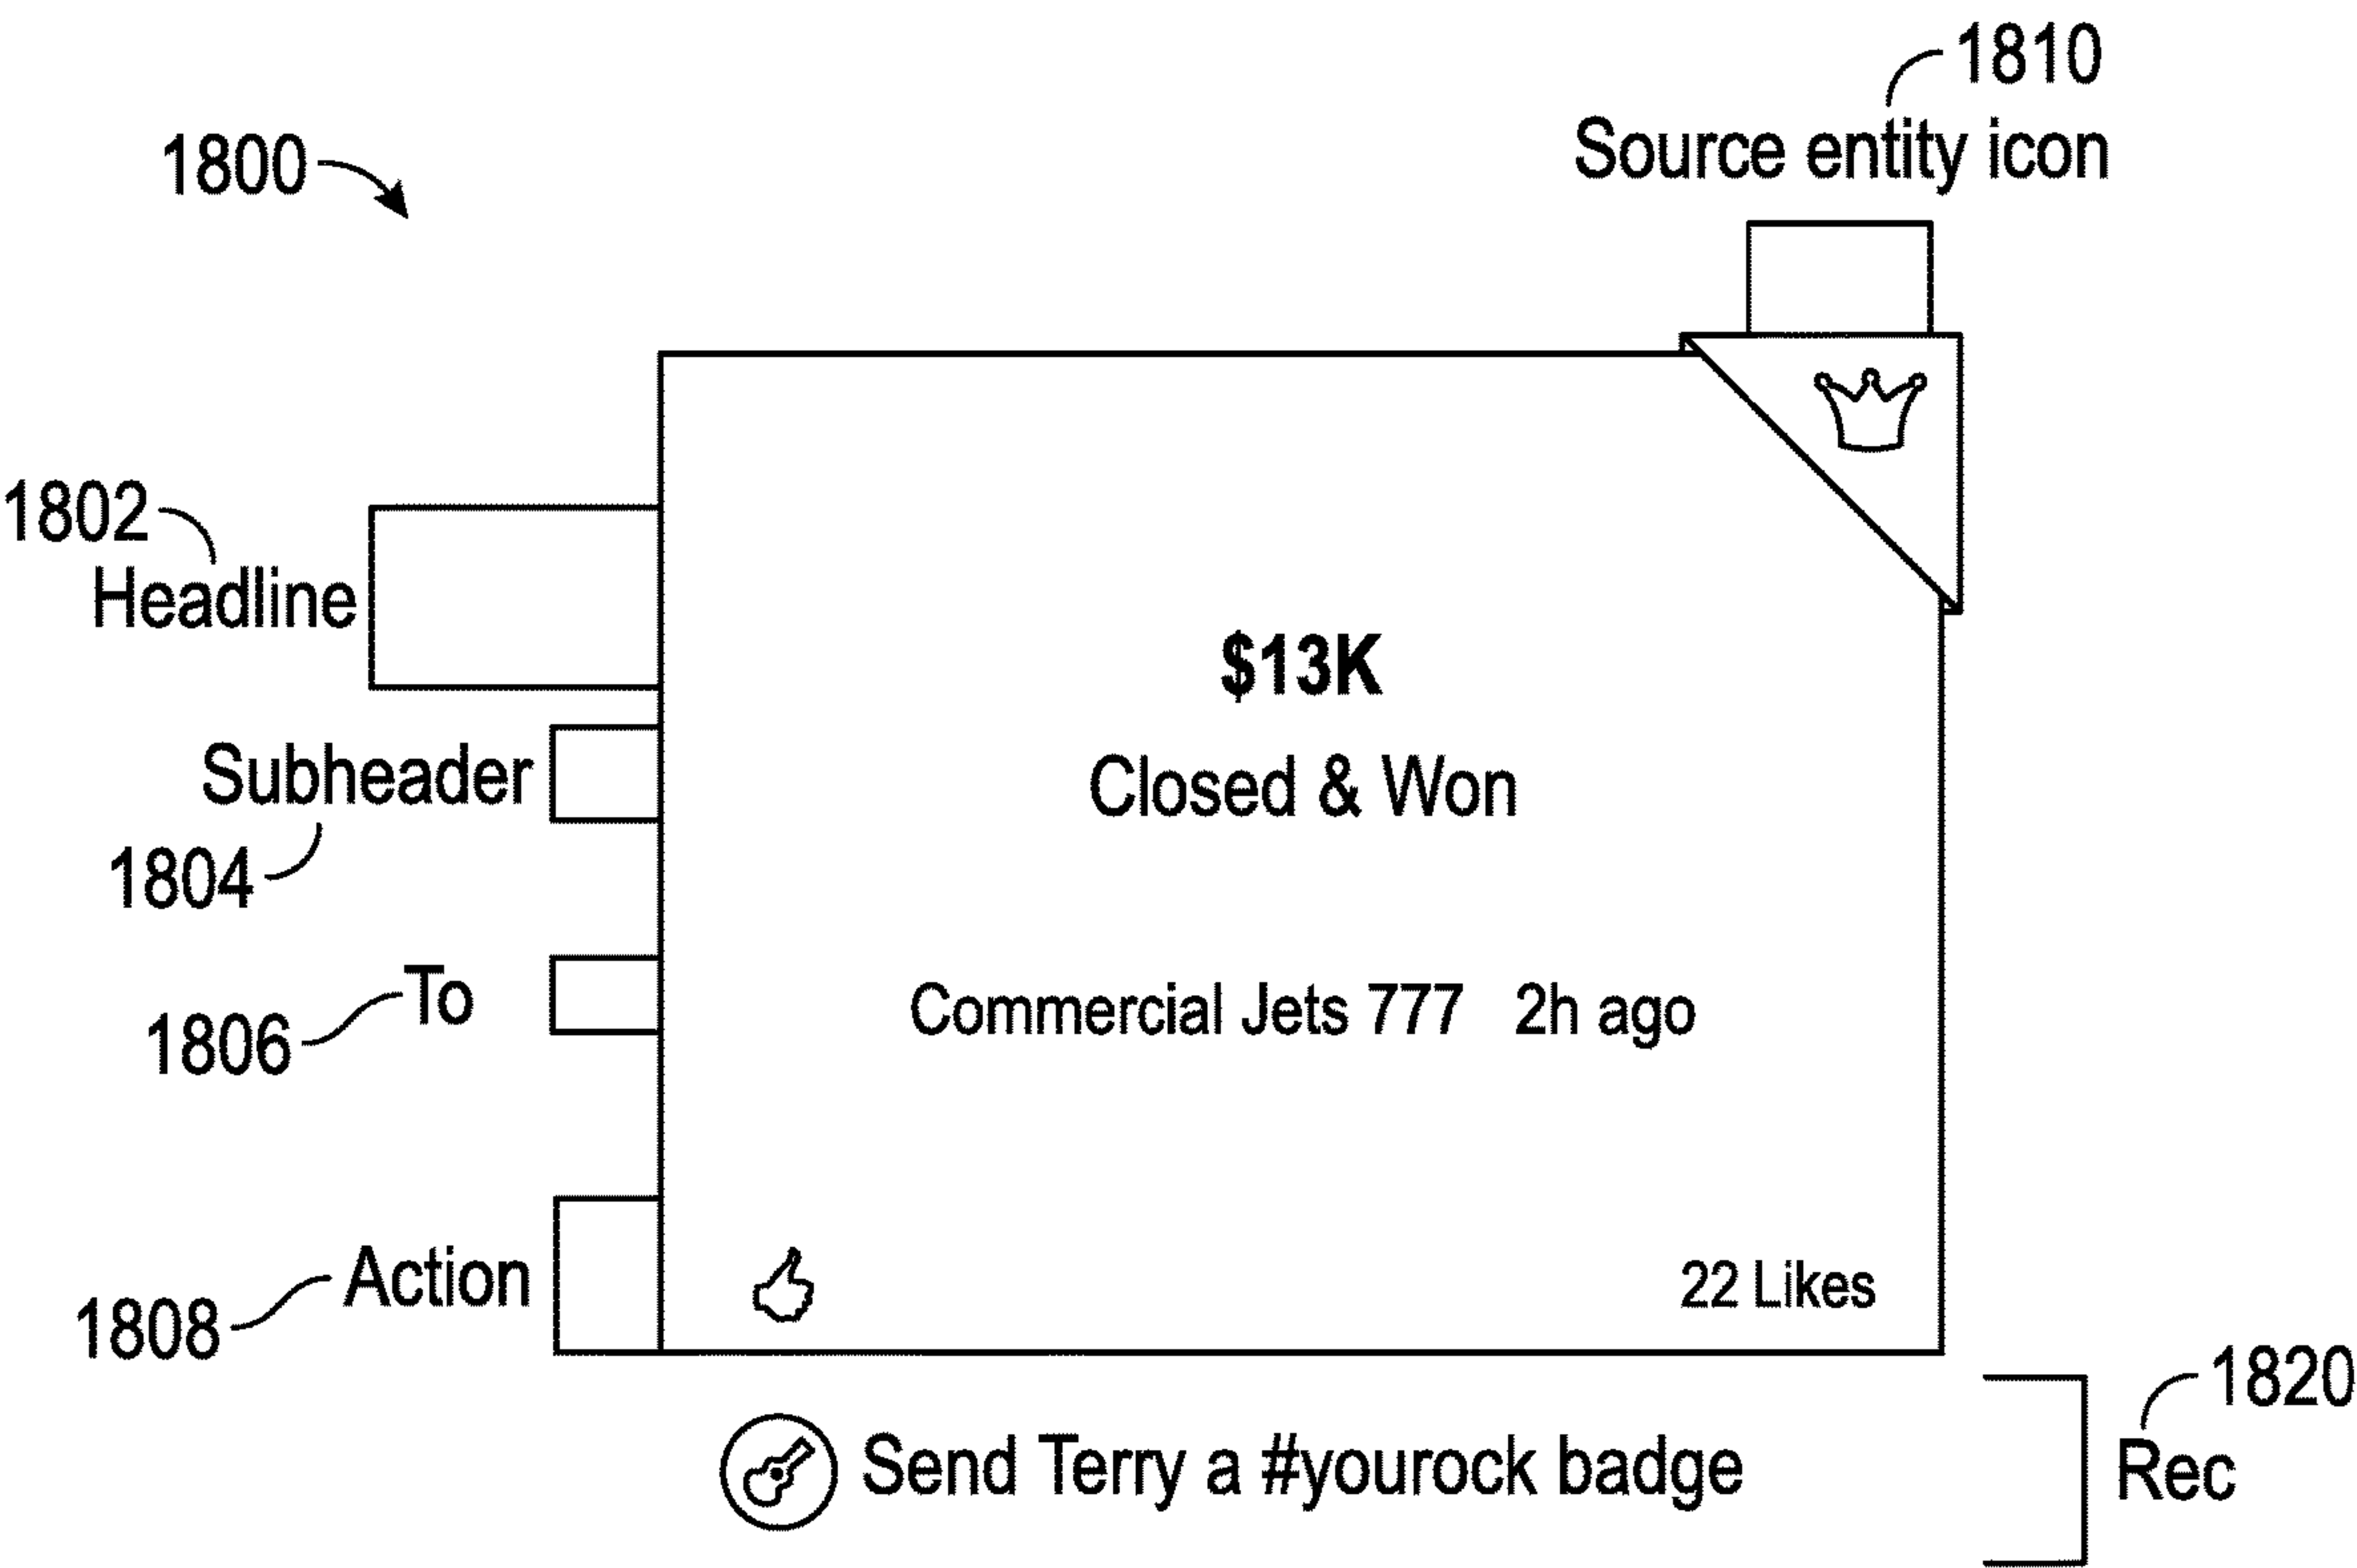 1810
Source entity icon
1800
1802
Headline
$13K
Subheader
Closed & Won
1804
To
1806
Commercial Jets 777 2h ago
Action
1808
22 Likes
1820
Rec
Send Terry a #yourock badge